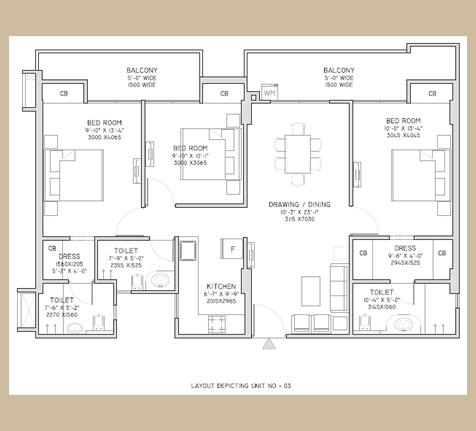 BALCONY
5'-0" WIDE
1500 WIDE
BALCONY
5'-0" WIDE
1500 WIDE
CB
CB
WM
CB
BED ROOM
9'-10" X 13'-4"
3000 X4065
BED ROOM
9'-10" X 10'-1"
3000 X3065
BED ROOM
10'-0" X 13'-4"
3045 X4045
DRAWING / DINING
10'-3" X 23'-1"
3115 X7030
CB
DRESS
1560X1205
5'-2" X 4'-0"
TOILET
7'-9" X 5'-0"
2355 X1525
F
CB
DRESS
9'-8" X 4'-0"
2945X1525
CB
KITCHEN
6'-7" X 9'-9"
2015X2965
TOILET
7'-6" X 5'-2"
2270 X1560
TOILET
10'-4" X 5'-2"
3140X1560
LAYOUT DEPICTING UNIT NO - 03